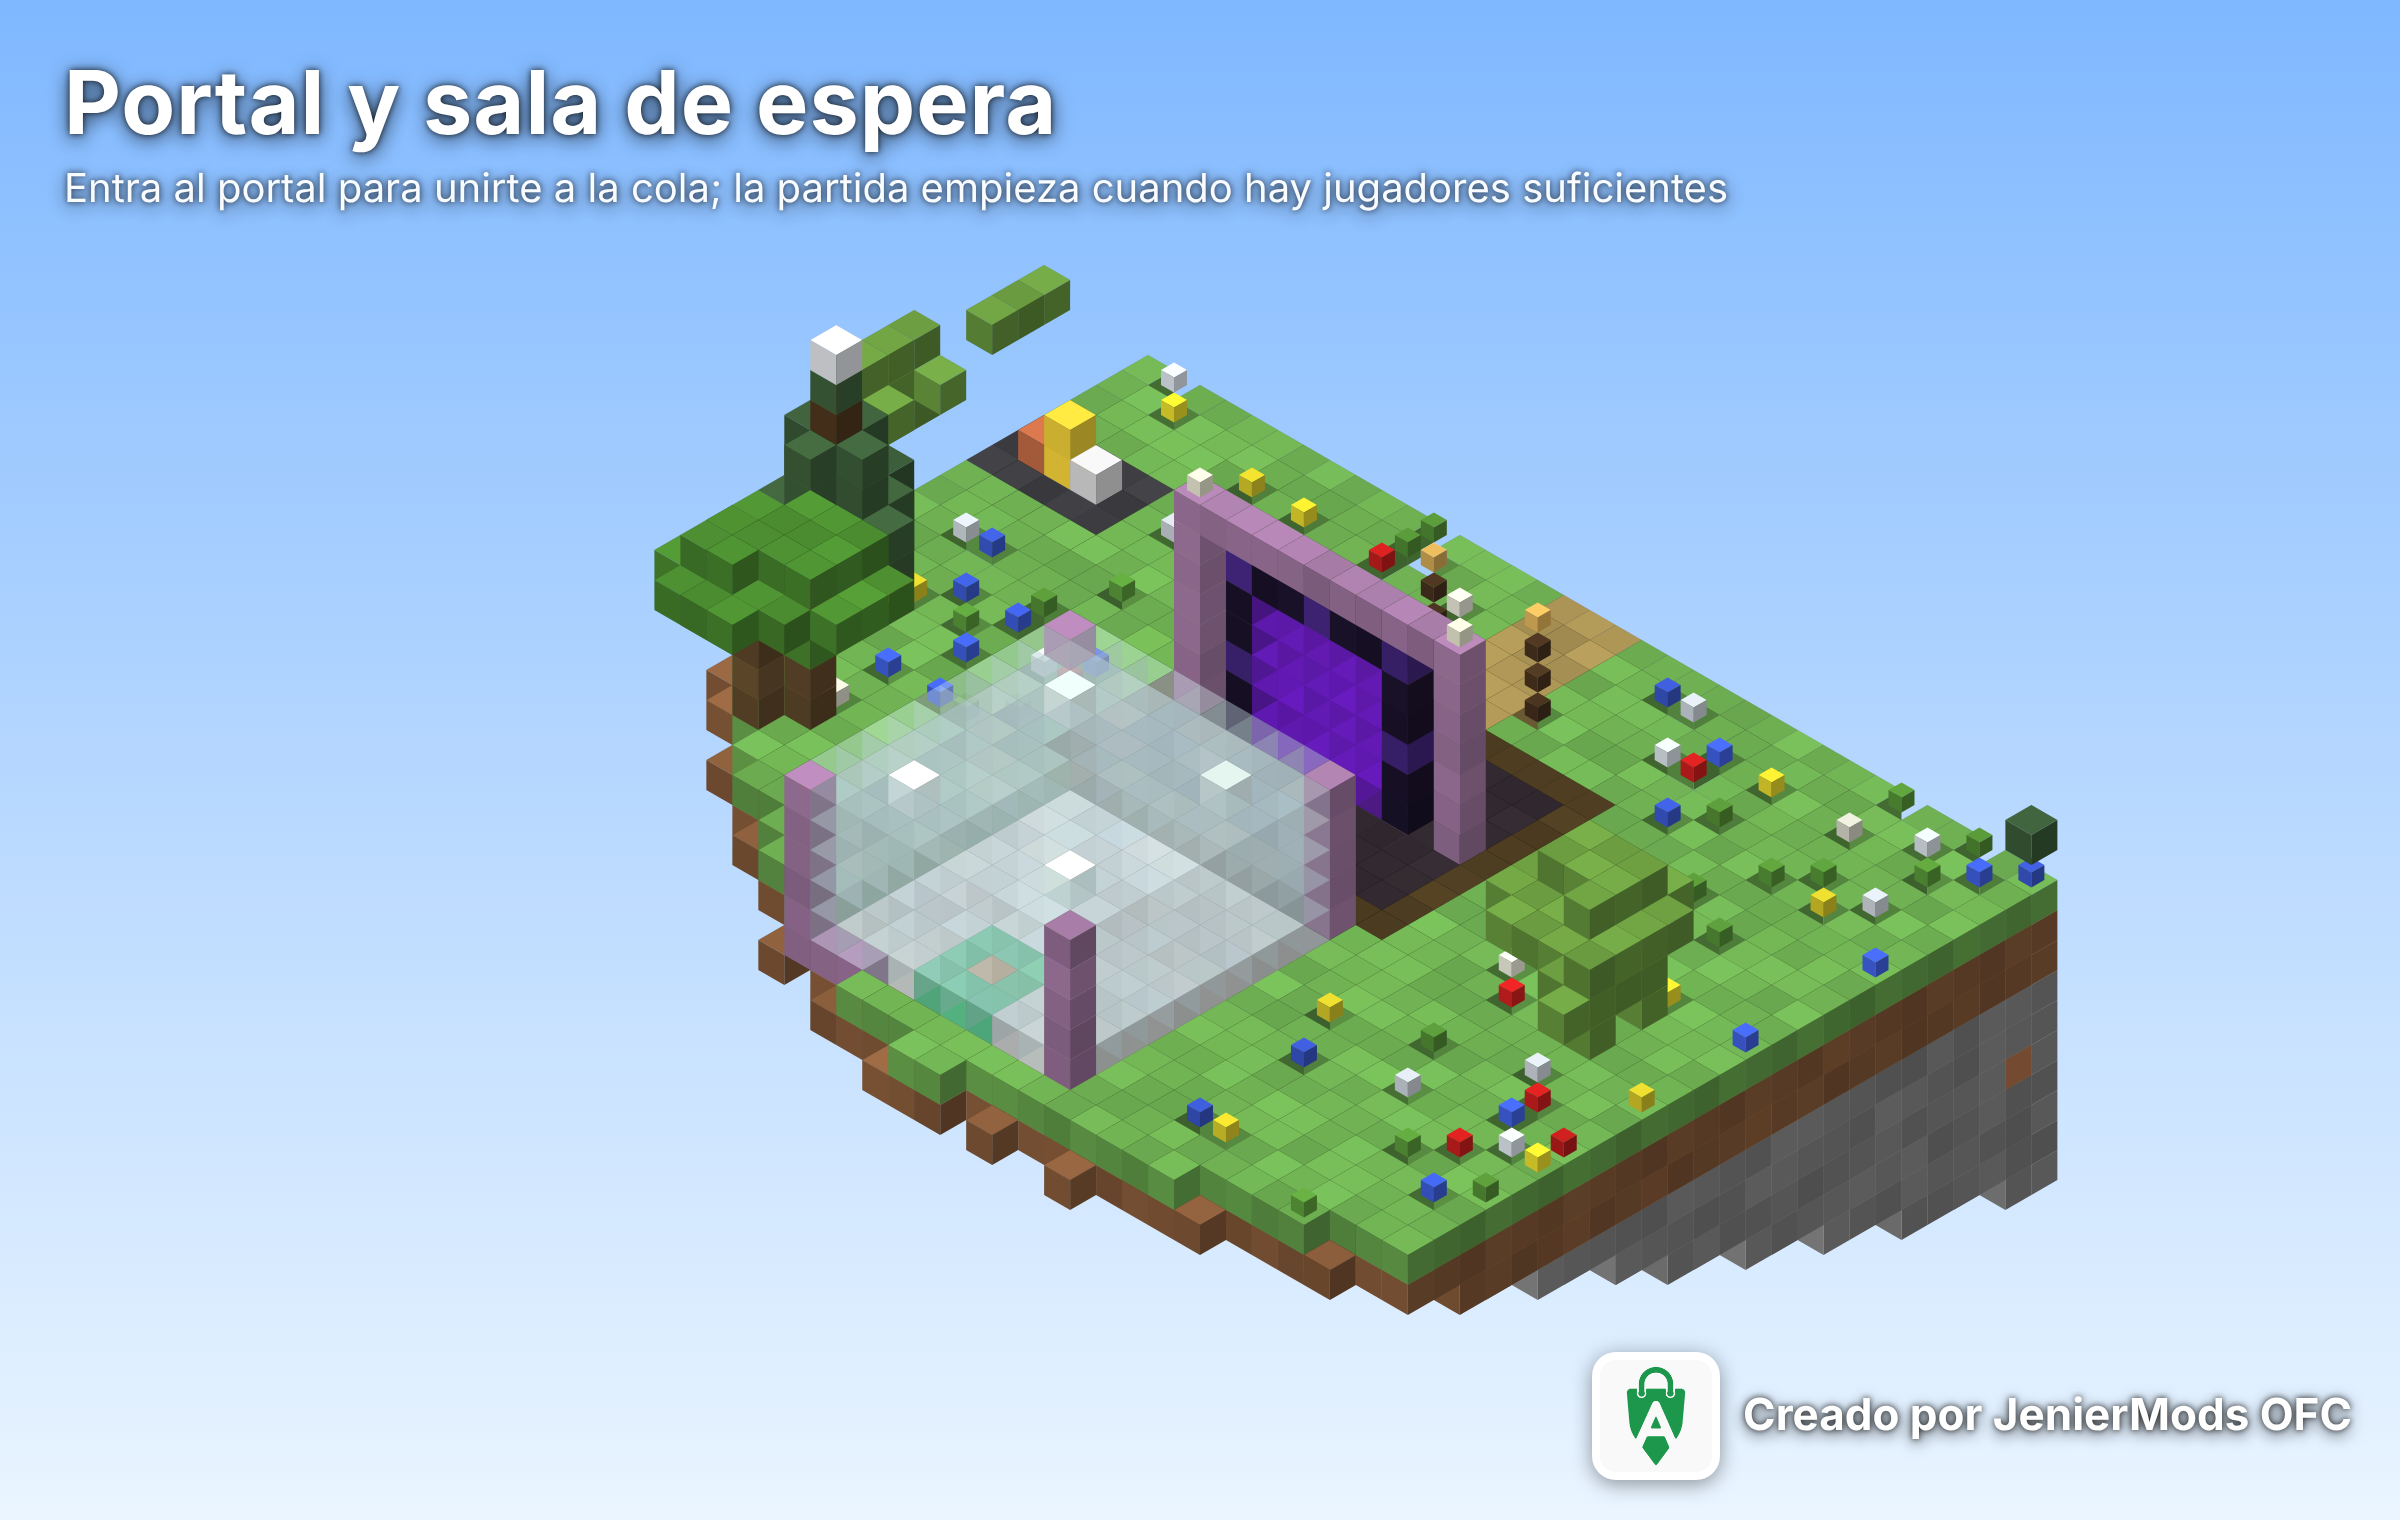 Portal y sala de espera
Entra al portal para unirte a la cola; la partida empieza cuando hay jugadores suficientes
A
Creado por JenierMods OFC